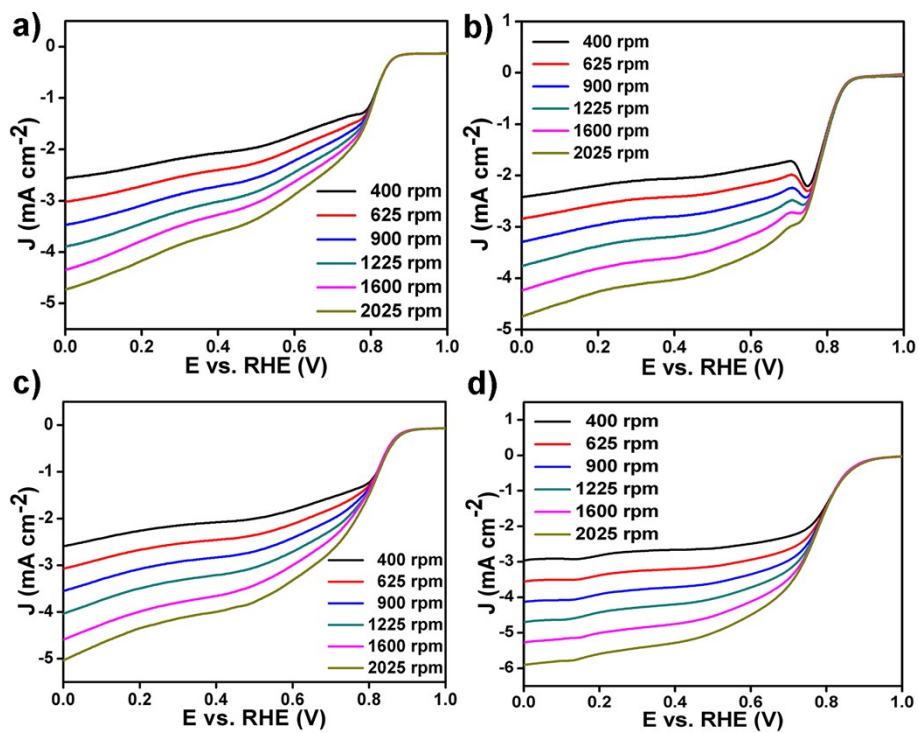 a)
0
-1
-2
-3
-4
-5
J (mA cm-2)
400 rpm
625 rpm
900 rpm
1225 rpm
1600 rpm
2025 rpm
0.0 0.2 0.4 0.6 0.8 1.0
E vs. RHE (V)
b)
1
0
-1
-2
-3
-4
-5
J (mA cm-2)
400 rpm
625 rpm
900 rpm
1225 rpm
1600 rpm
2025 rpm
0.0 0.2 0.4 0.6 0.8 1.0
E vs. RHE (V)
c)
0
-1
-2
-3
-4
-5
J (mA cm-2)
400 rpm
625 rpm
900 rpm
1225 rpm
1600 rpm
2025 rpm
0.0 0.2 0.4 0.6 0.8 1.0
E vs. RHE (V)
d)
1
0
-1
-2
-3
-4
-5
-6
J (mA cm-2)
400 rpm
625 rpm
900 rpm
1225 rpm
1600 rpm
2025 rpm
0.0 0.2 0.4 0.6 0.8 1.0
E vs. RHE (V)